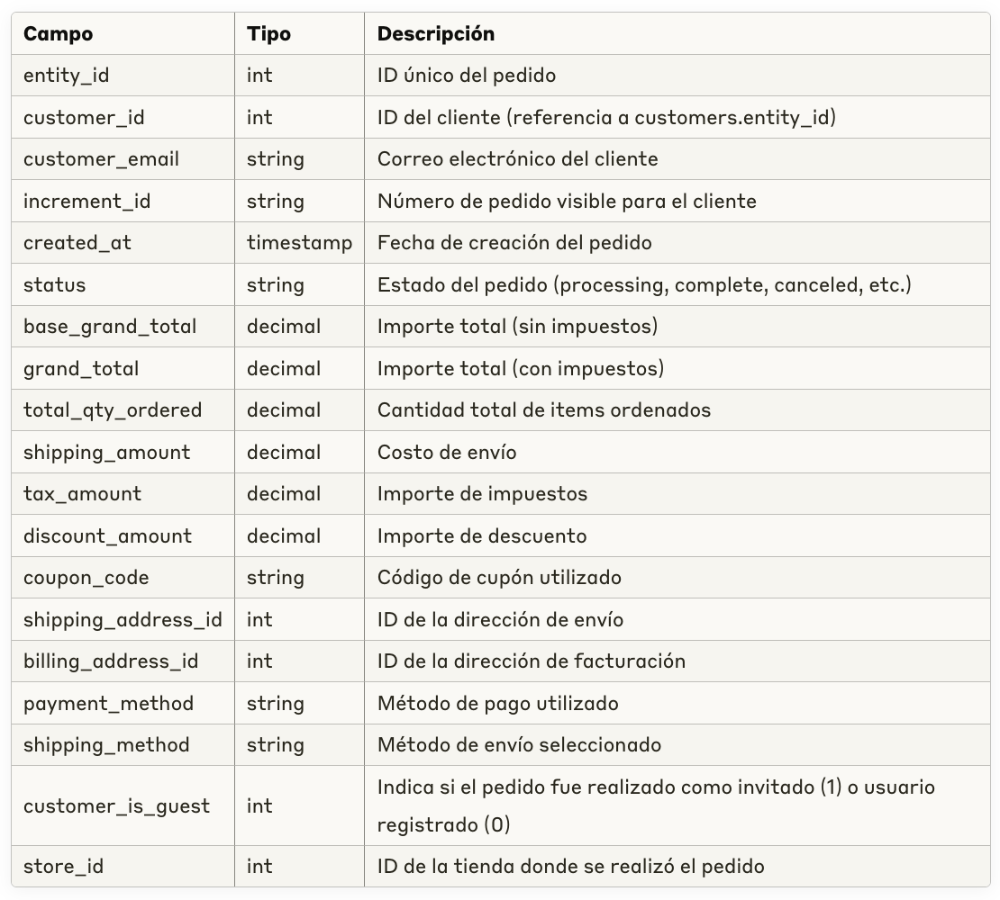 Campo Tipo Descripción
entity_id int ID único del pedido
customer_id int ID del cliente (referencia a customers.entity_id)
customer_email string Correo electrónico del cliente
increment_id string Número de pedido visible para el cliente
created_at timestamp Fecha de creación del pedido
status string Estado del pedido (processing, complete, canceled, etc.)
base_grand_total decimal Importe total (sin impuestos)
grand_total decimal Importe total (con impuestos)
total_qty_ordered decimal Cantidad total de items ordenados
shipping_amount decimal Costo de envío
tax_amount decimal Importe de impuestos
discount_amount decimal Importe de descuento
coupon_code string Código de cupón utilizado
shipping_address_id int ID de la dirección de envío
billing_address_id int ID de la dirección de facturación
payment_method string Método de pago utilizado
shipping_method string Método de envío seleccionado
customer_is_guest int Indica si el pedido fue realizado como invitado (1) o usuario
registrado (0)
store_id int ID de la tienda donde se realizó el pedido